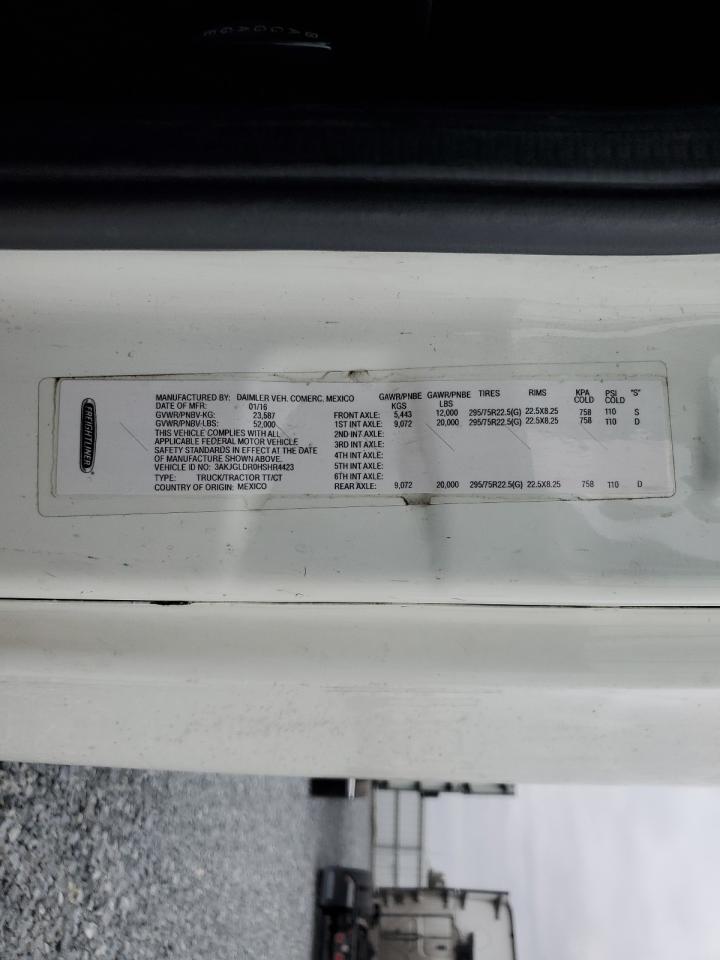 BAGGAGE
FREIGHTLINER
MANUFACTURED BY: DAIMLER VEH. COMERC. MEXICO
DATE OF MFR: 01/16
GVWR/PNBV-KG: 23,587
GVWR/PNBV-LBS: 52,000
THIS VEHICLE COMPLIES WITH ALL
APPLICABLE FEDERAL MOTOR VEHICLE
SAFETY STANDARDS IN EFFECT AT THE DATE
OF MANUFACTURE SHOWN ABOVE.
VEHICLE ID NO: 3AKJGLDR0HSHR4423
TYPE: TRUCK/TRACTOR TT/CT
COUNTRY OF ORIGIN: MEXICO
GAWR/PNBE GAWR/PNBE TIRES RIMS KPA PSI "S"
KGS LBS COLD COLD
FRONT AXLE: 5,443 12,000 295/75R22.5(G) 22.5X8.25 758 110 S
1ST INT AXLE: 9,072 20,000 295/75R22.5(G) 22.5X8.25 758 110 D
2ND INT AXLE:
3RD INT AXLE:
4TH INT AXLE:
5TH INT AXLE:
6TH INT AXLE:
REAR AXLE: 9,072 20,000 295/75R22.5(G) 22.5X8.25 758 110 D